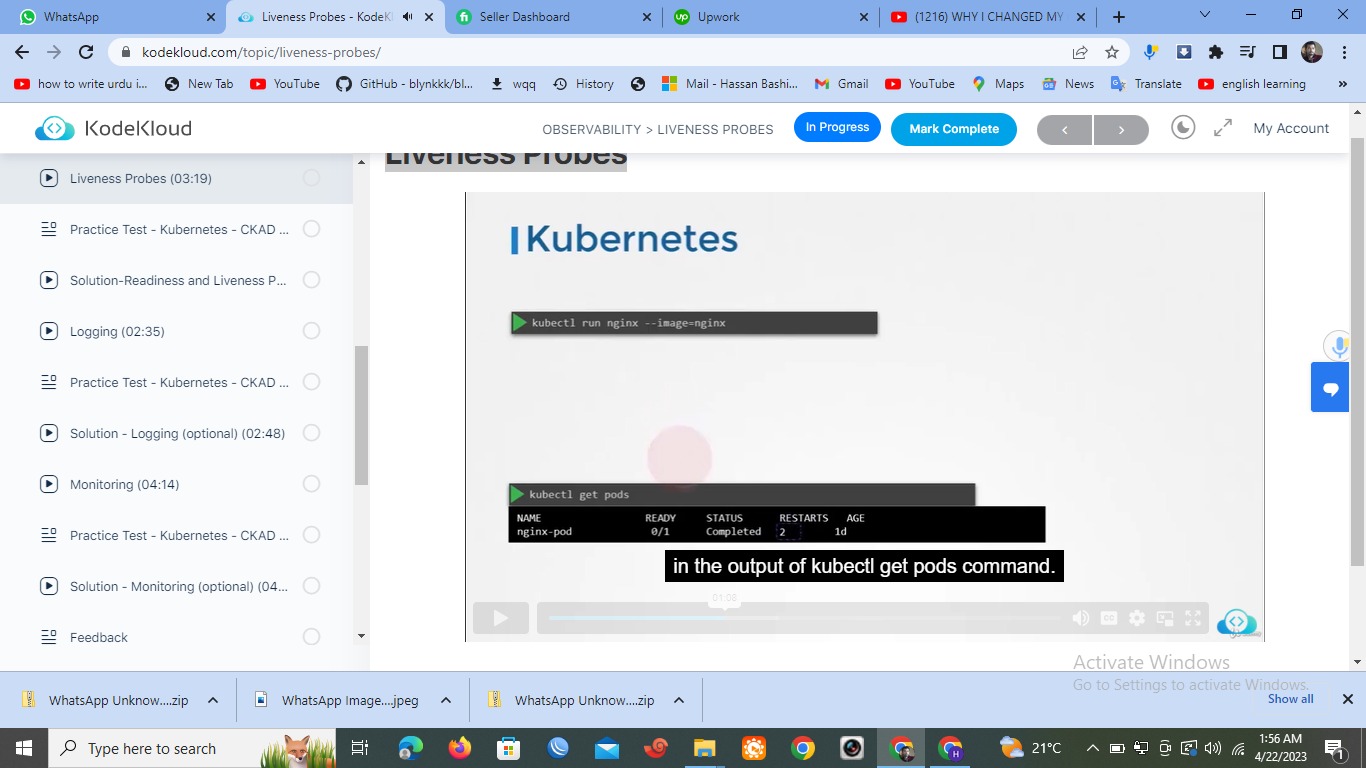 WhatsApp
Liveness Probes - KodeKl
Seller Dashboard
Upwork
(1216) WHY I CHANGED MY
kodekloud.com/topic/liveness-probes/
how to write urdu i...
New Tab
YouTube
GitHub - blynkkk/bl...
wqq
History
Mail - Hassan Bashi...
Gmail
YouTube
Maps
News
Translate
english learning
»
KodeKloud
OBSERVABILITY > LIVENESS PROBES
In Progress
Mark Complete
My Account
Liveness Probes (03:19)
Practice Test - Kubernetes - CKAD ...
Solution-Readiness and Liveness P...
Logging (02:35)
Practice Test - Kubernetes - CKAD ...
Solution - Logging (optional) (02:48)
Monitoring (04:14)
Practice Test - Kubernetes - CKAD ...
Solution - Monitoring (optional) (04...
Feedback
Liveness Probes
Kubernetes
kubectl run nginx --image=nginx
kubectl get pods
NAME READY STATUS RESTARTS AGE
nginx-pod 0/1 Completed 2 1d
in the output of kubectl get pods command.
01:08
CC
Activate Windows
Go to Settings to activate Windows.
WhatsApp Unknow....zip
WhatsApp Image....jpeg
WhatsApp Unknow....zip
Show all
Type here to search
21°C
1:56 AM
4/22/2023
1